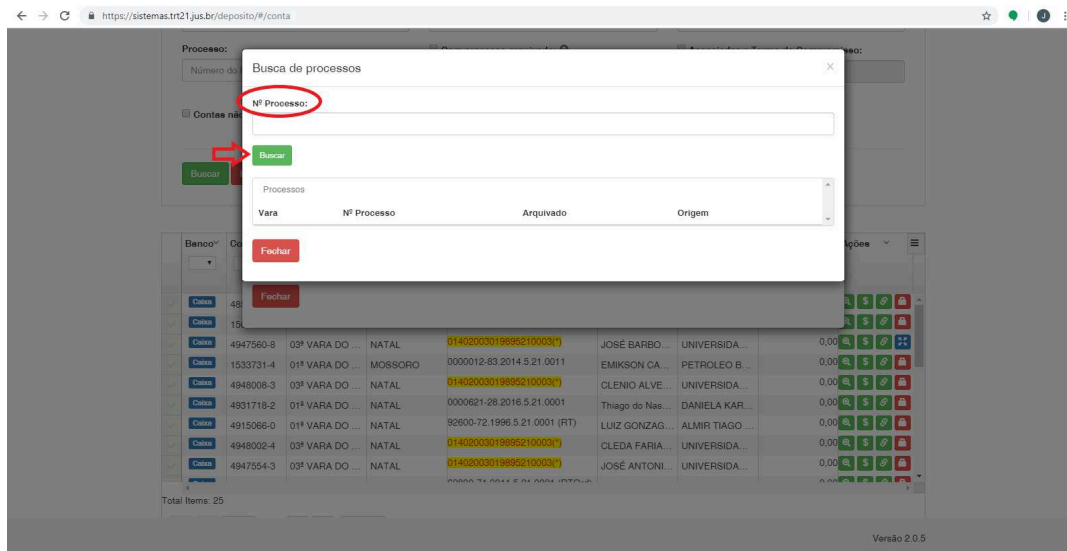 https://sistemas.trt21.jus.br/deposito/#/conta
J
Processo:
Número do
Busca de processos
×
Nº Processo:
Contas nã
Buscar
Buscar
Processos
Vara Nº Processo Arquivado Origem
Fechar
Banco Co Ações
Fechar
Caixa 48
Caixa 15
Caixa 4947560-8 03ª VARA DO ... NATAL 01402003019895210003(*) JOSÉ BARBO... UNIVERSIDA... 0,00
Caixa 1533731-4 01ª VARA DO ... MOSSORO 0000012-83.2014.5.21.0011 EMIKSON CA... PETROLEO B... 0,00
Caixa 4948008-3 03ª VARA DO ... NATAL 01402003019895210003(*) CLENIO ALVE... UNIVERSIDA... 0,00
Caixa 4931718-2 01ª VARA DO ... NATAL 0000621-28.2016.5.21.0001 Thiago do Nas... DANIELA KAR... 0,00
Caixa 4915066-0 01ª VARA DO ... NATAL 92600-72.1996.5.21.0001 (RT) LUIZ GONZAG... ALMIR TIAGO ... 0,00
Caixa 4948002-4 03ª VARA DO ... NATAL 01402003019895210003(*) CLEDA FARIA... UNIVERSIDA... 0,00
Caixa 4947554-3 03ª VARA DO ... NATAL 01402003019895210003(*) JOSÉ ANTONI... UNIVERSIDA... 0,00
Total Items: 25
Versão 2.0.5